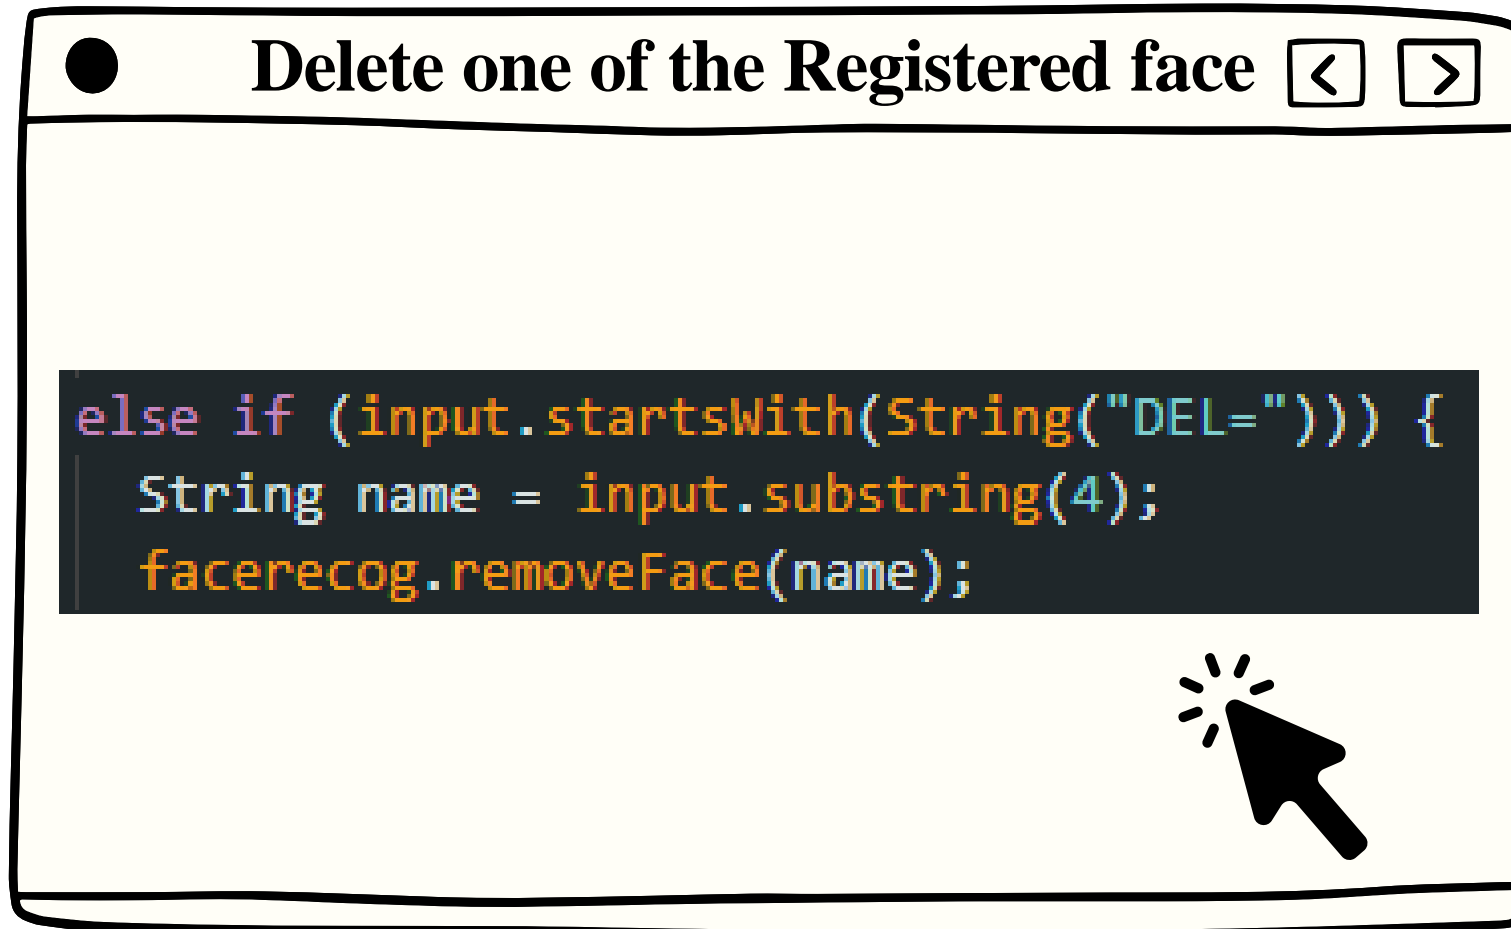 Delete one of the Registered face
else if (input.startsWith(String("DEL="))) {
String name = input.substring(4);
facerecog.removeFace(name);